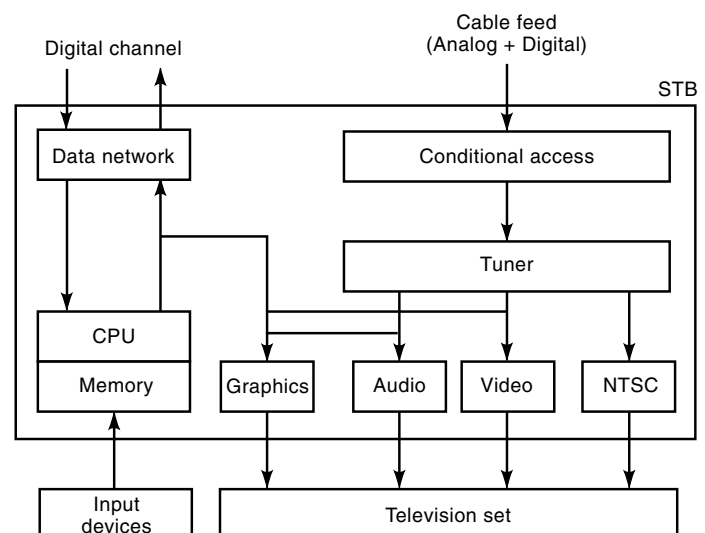 Digital channel
Cable feed
(Analog + Digital)
STB
Data network
Conditional access
Tuner
CPU
Memory
Graphics
Audio
Video
NTSC
Input
devices
Television set